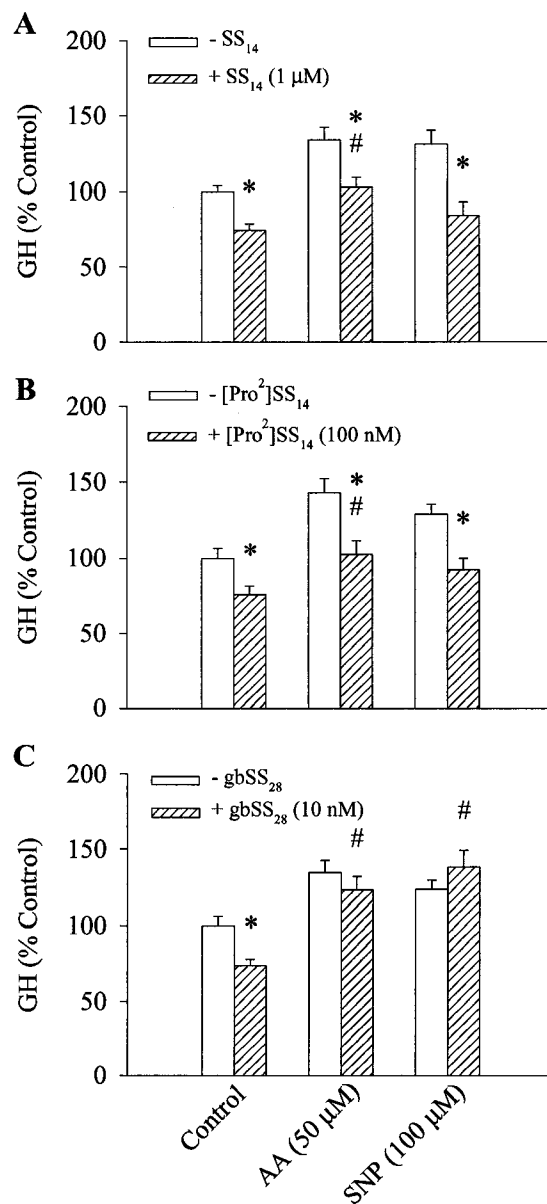 A
200
- SS14
+ SS14 (1 µM)
150
*
*
#
*
100
50
0
GH (% Control)
B
200
- [Pro2]SS14
+ [Pro2]SS14 (100 nM)
150
*
*
#
*
100
50
0
GH (% Control)
C
200
- gbSS28
+ gbSS28 (10 nM)
150
*
#
#
100
50
0
GH (% Control)
Control
AA (50 µM)
SNP (100 µM)